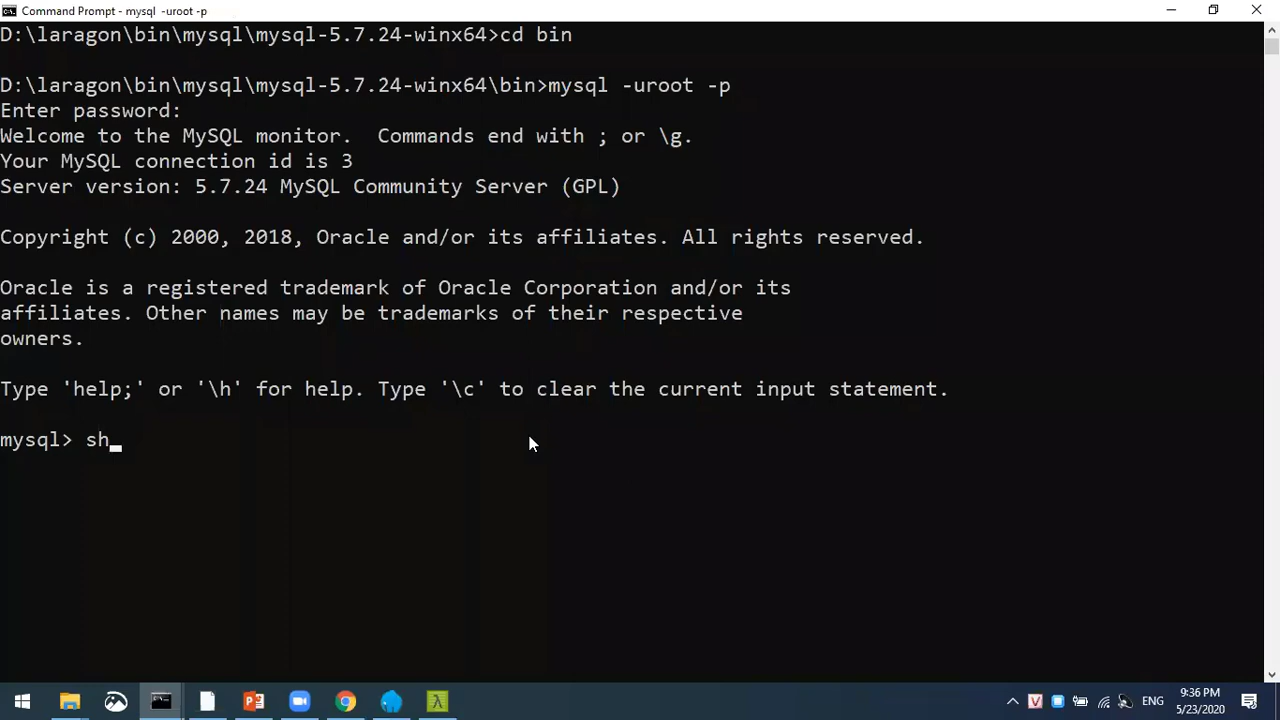 Command Prompt - mysql -uroot -p
D:\laragon\bin\mysql\mysql-5.7.24-winx64>cd bin
D:\laragon\bin\mysql\mysql-5.7.24-winx64\bin>mysql -uroot -p
Enter password:
Welcome to the MySQL monitor.  Commands end with ; or \g.
Your MySQL connection id is 3
Server version: 5.7.24 MySQL Community Server (GPL)
Copyright (c) 2000, 2018, Oracle and/or its affiliates. All rights reserved.
Oracle is a registered trademark of Oracle Corporation and/or its
affiliates. Other names may be trademarks of their respective
owners.
Type 'help;' or '\h' for help. Type '\c' to clear the current input statement.
mysql> sh_
ENG
9:36 PM
5/23/2020